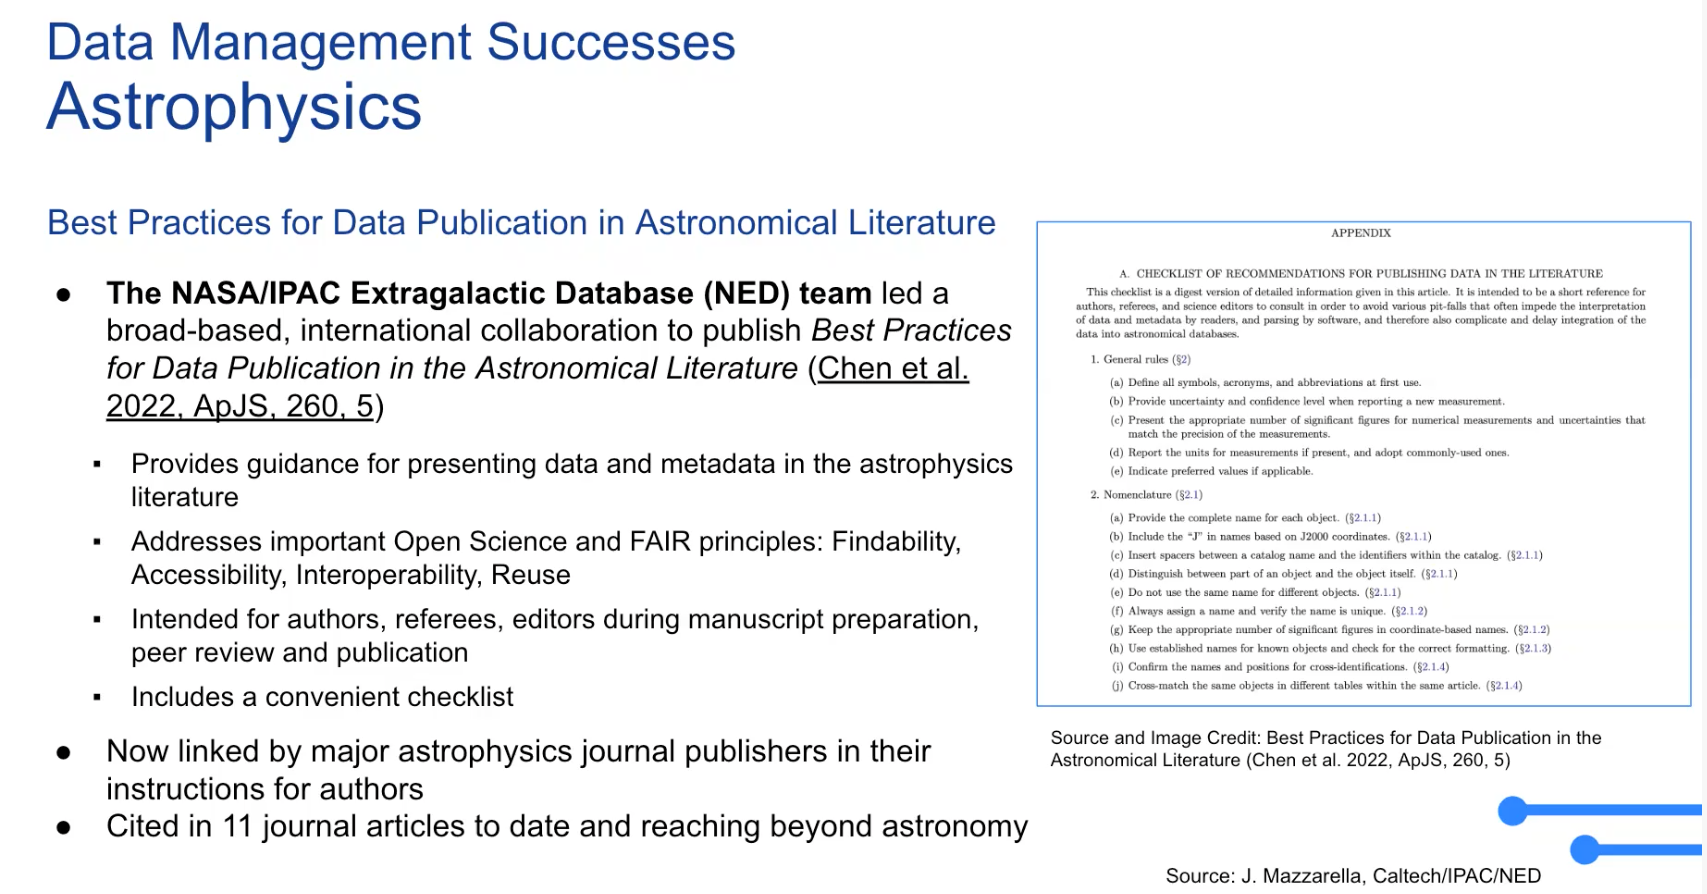 Data Management Successes
Astrophysics
Best Practices for Data Publication in Astronomical Literature
● The NASA/IPAC Extragalactic Database (NED) team led a
broad-based, international collaboration to publish Best Practices
for Data Publication in the Astronomical Literature (Chen et al.
2022, ApJS, 260, 5)
▪ Provides guidance for presenting data and metadata in the astrophysics
literature
▪ Addresses important Open Science and FAIR principles: Findability,
Accessibility, Interoperability, Reuse
▪ Intended for authors, referees, editors during manuscript preparation,
peer review and publication
▪ Includes a convenient checklist
● Now linked by major astrophysics journal publishers in their
instructions for authors
● Cited in 11 journal articles to date and reaching beyond astronomy
APPENDIX
A. CHECKLIST OF RECOMMENDATIONS FOR PUBLISHING DATA IN THE LITERATURE
This checklist is a digest version of detailed information given in this article. It is intended to be a short reference for
authors, referees, and science editors to consult in order to avoid various pit-falls that often impede the interpretation
of data and metadata by readers, and parsing by software, and therefore also complicate and delay integration of the
data into astronomical databases.
1. General rules (§2)
(a) Define all symbols, acronyms, and abbreviations at first use.
(b) Provide uncertainty and confidence level when reporting a new measurement.
(c) Present the appropriate number of significant figures for numerical measurements and uncertainties that
match the precision of the measurements.
(d) Report the units for measurements if present, and adopt commonly-used ones.
(e) Indicate preferred values if applicable.
2. Nomenclature (§2.1)
(a) Provide the complete name for each object. (§2.1.1)
(b) Include the “J” in names based on J2000 coordinates. (§2.1.1)
(c) Insert spacers between a catalog name and the identifiers within the catalog. (§2.1.1)
(d) Distinguish between part of an object and the object itself. (§2.1.1)
(e) Do not use the same name for different objects. (§2.1.1)
(f) Always assign a name and verify the name is unique. (§2.1.2)
(g) Keep the appropriate number of significant figures in coordinate-based names. (§2.1.2)
(h) Use established names for known objects and check for the correct formatting. (§2.1.3)
(i) Confirm the names and positions for cross-identifications. (§2.1.4)
(j) Cross-match the same objects in different tables within the same article. (§2.1.4)
Source and Image Credit: Best Practices for Data Publication in the
Astronomical Literature (Chen et al. 2022, ApJS, 260, 5)
Source: J. Mazzarella, Caltech/IPAC/NED